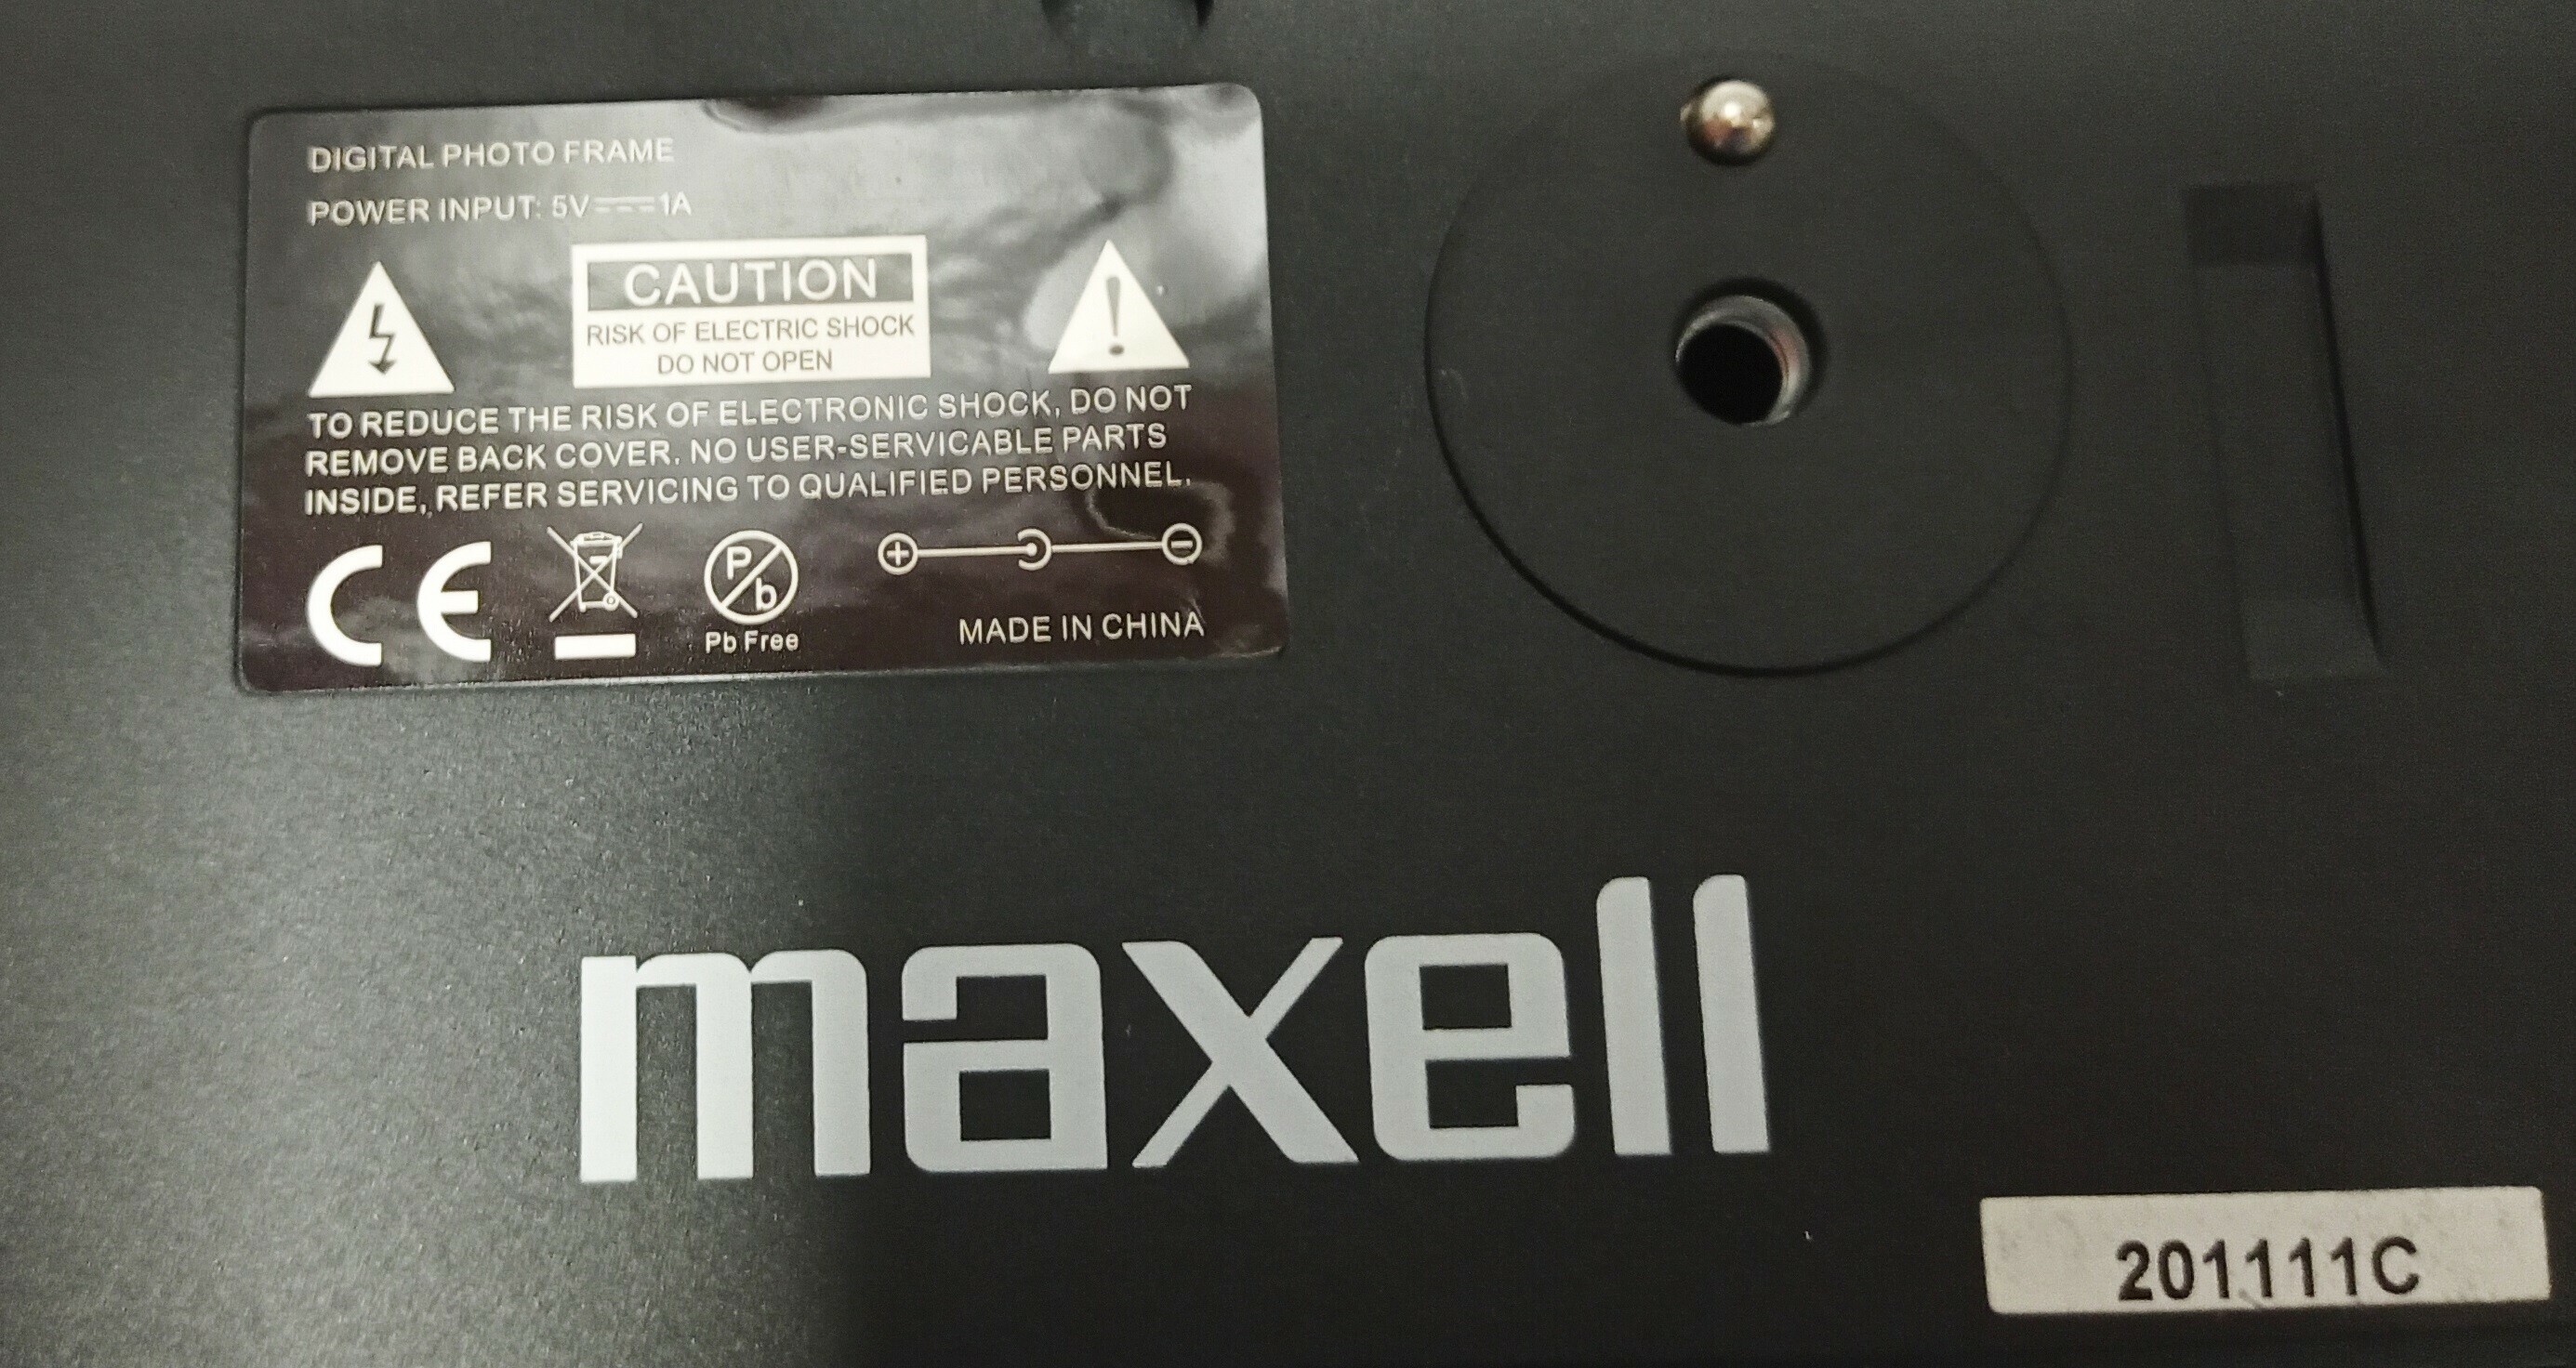 DIGITAL PHOTO FRAME
POWER INPUT: 5V⎓1A
CAUTION
RISK OF ELECTRIC SHOCK
DO NOT OPEN
TO REDUCE THE RISK OF ELECTRONIC SHOCK, DO NOT
REMOVE BACK COVER. NO USER-SERVICABLE PARTS
INSIDE, REFER SERVICING TO QUALIFIED PERSONNEL.
CE
Pb
Pb Free
MADE IN CHINA
maxell
201111C